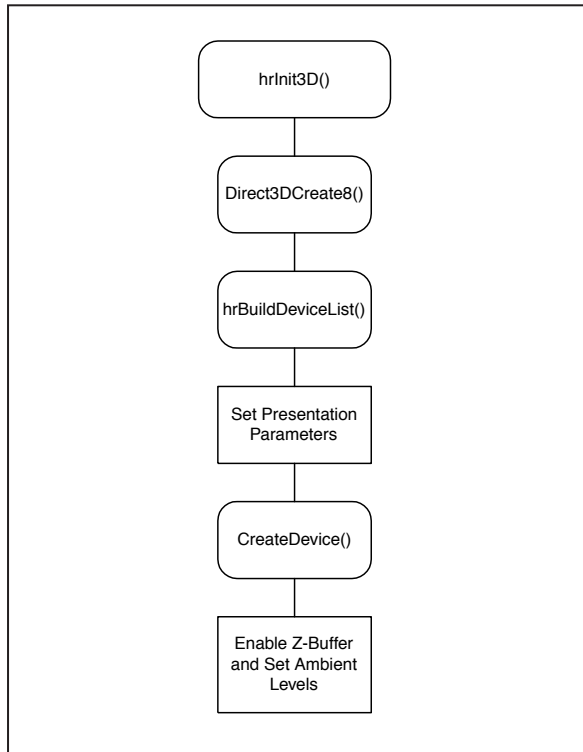 hrInit3D()
Direct3DCreate8()
hrBuildDeviceList()
Set Presentation
Parameters
CreateDevice()
Enable Z-Buffer
and Set Ambient
Levels